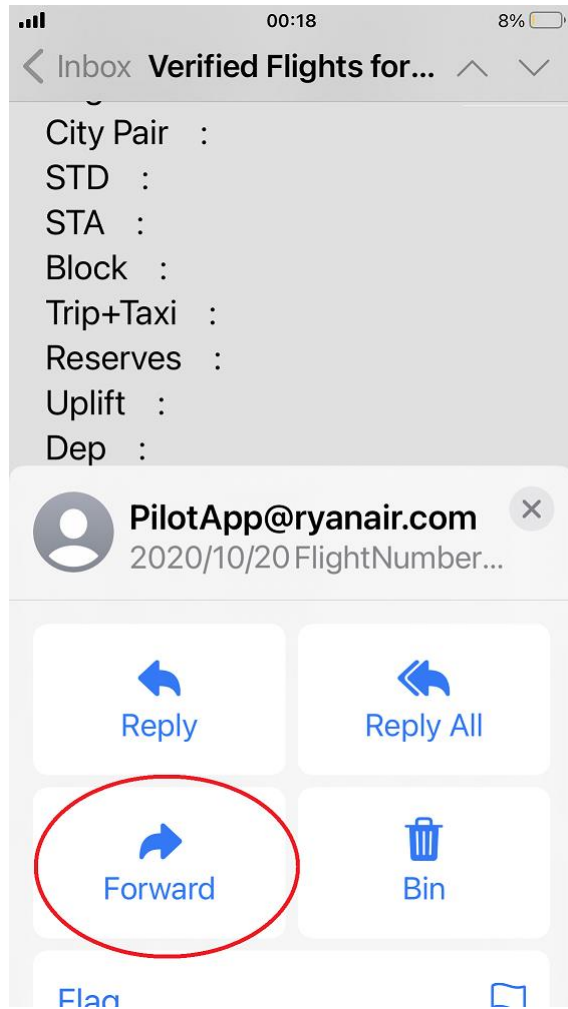 00:18 8%
Inbox Verified Flights for...
City Pair :
STD :
STA :
Block :
Trip+Taxi :
Reserves :
Uplift :
Dep :
PilotApp@ryanair.com
2020/10/20 FlightNumber...
Reply Reply All
Forward Bin
Flag